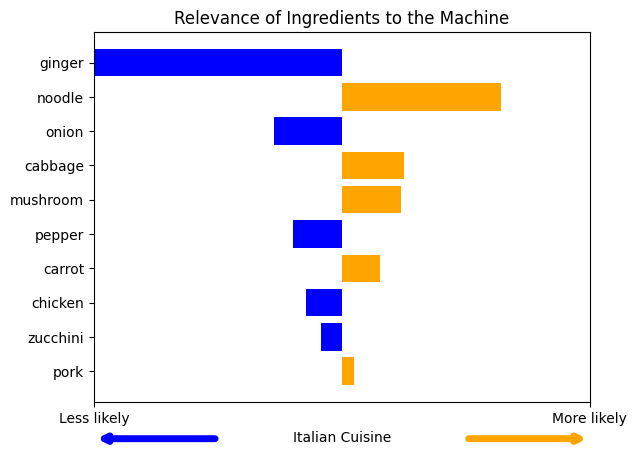 Relevance of Ingredients to the Machine
ginger
noodle
onion
cabbage
mushroom
pepper
carrot
chicken
zucchini
pork
Less likely
More likely
Italian Cuisine